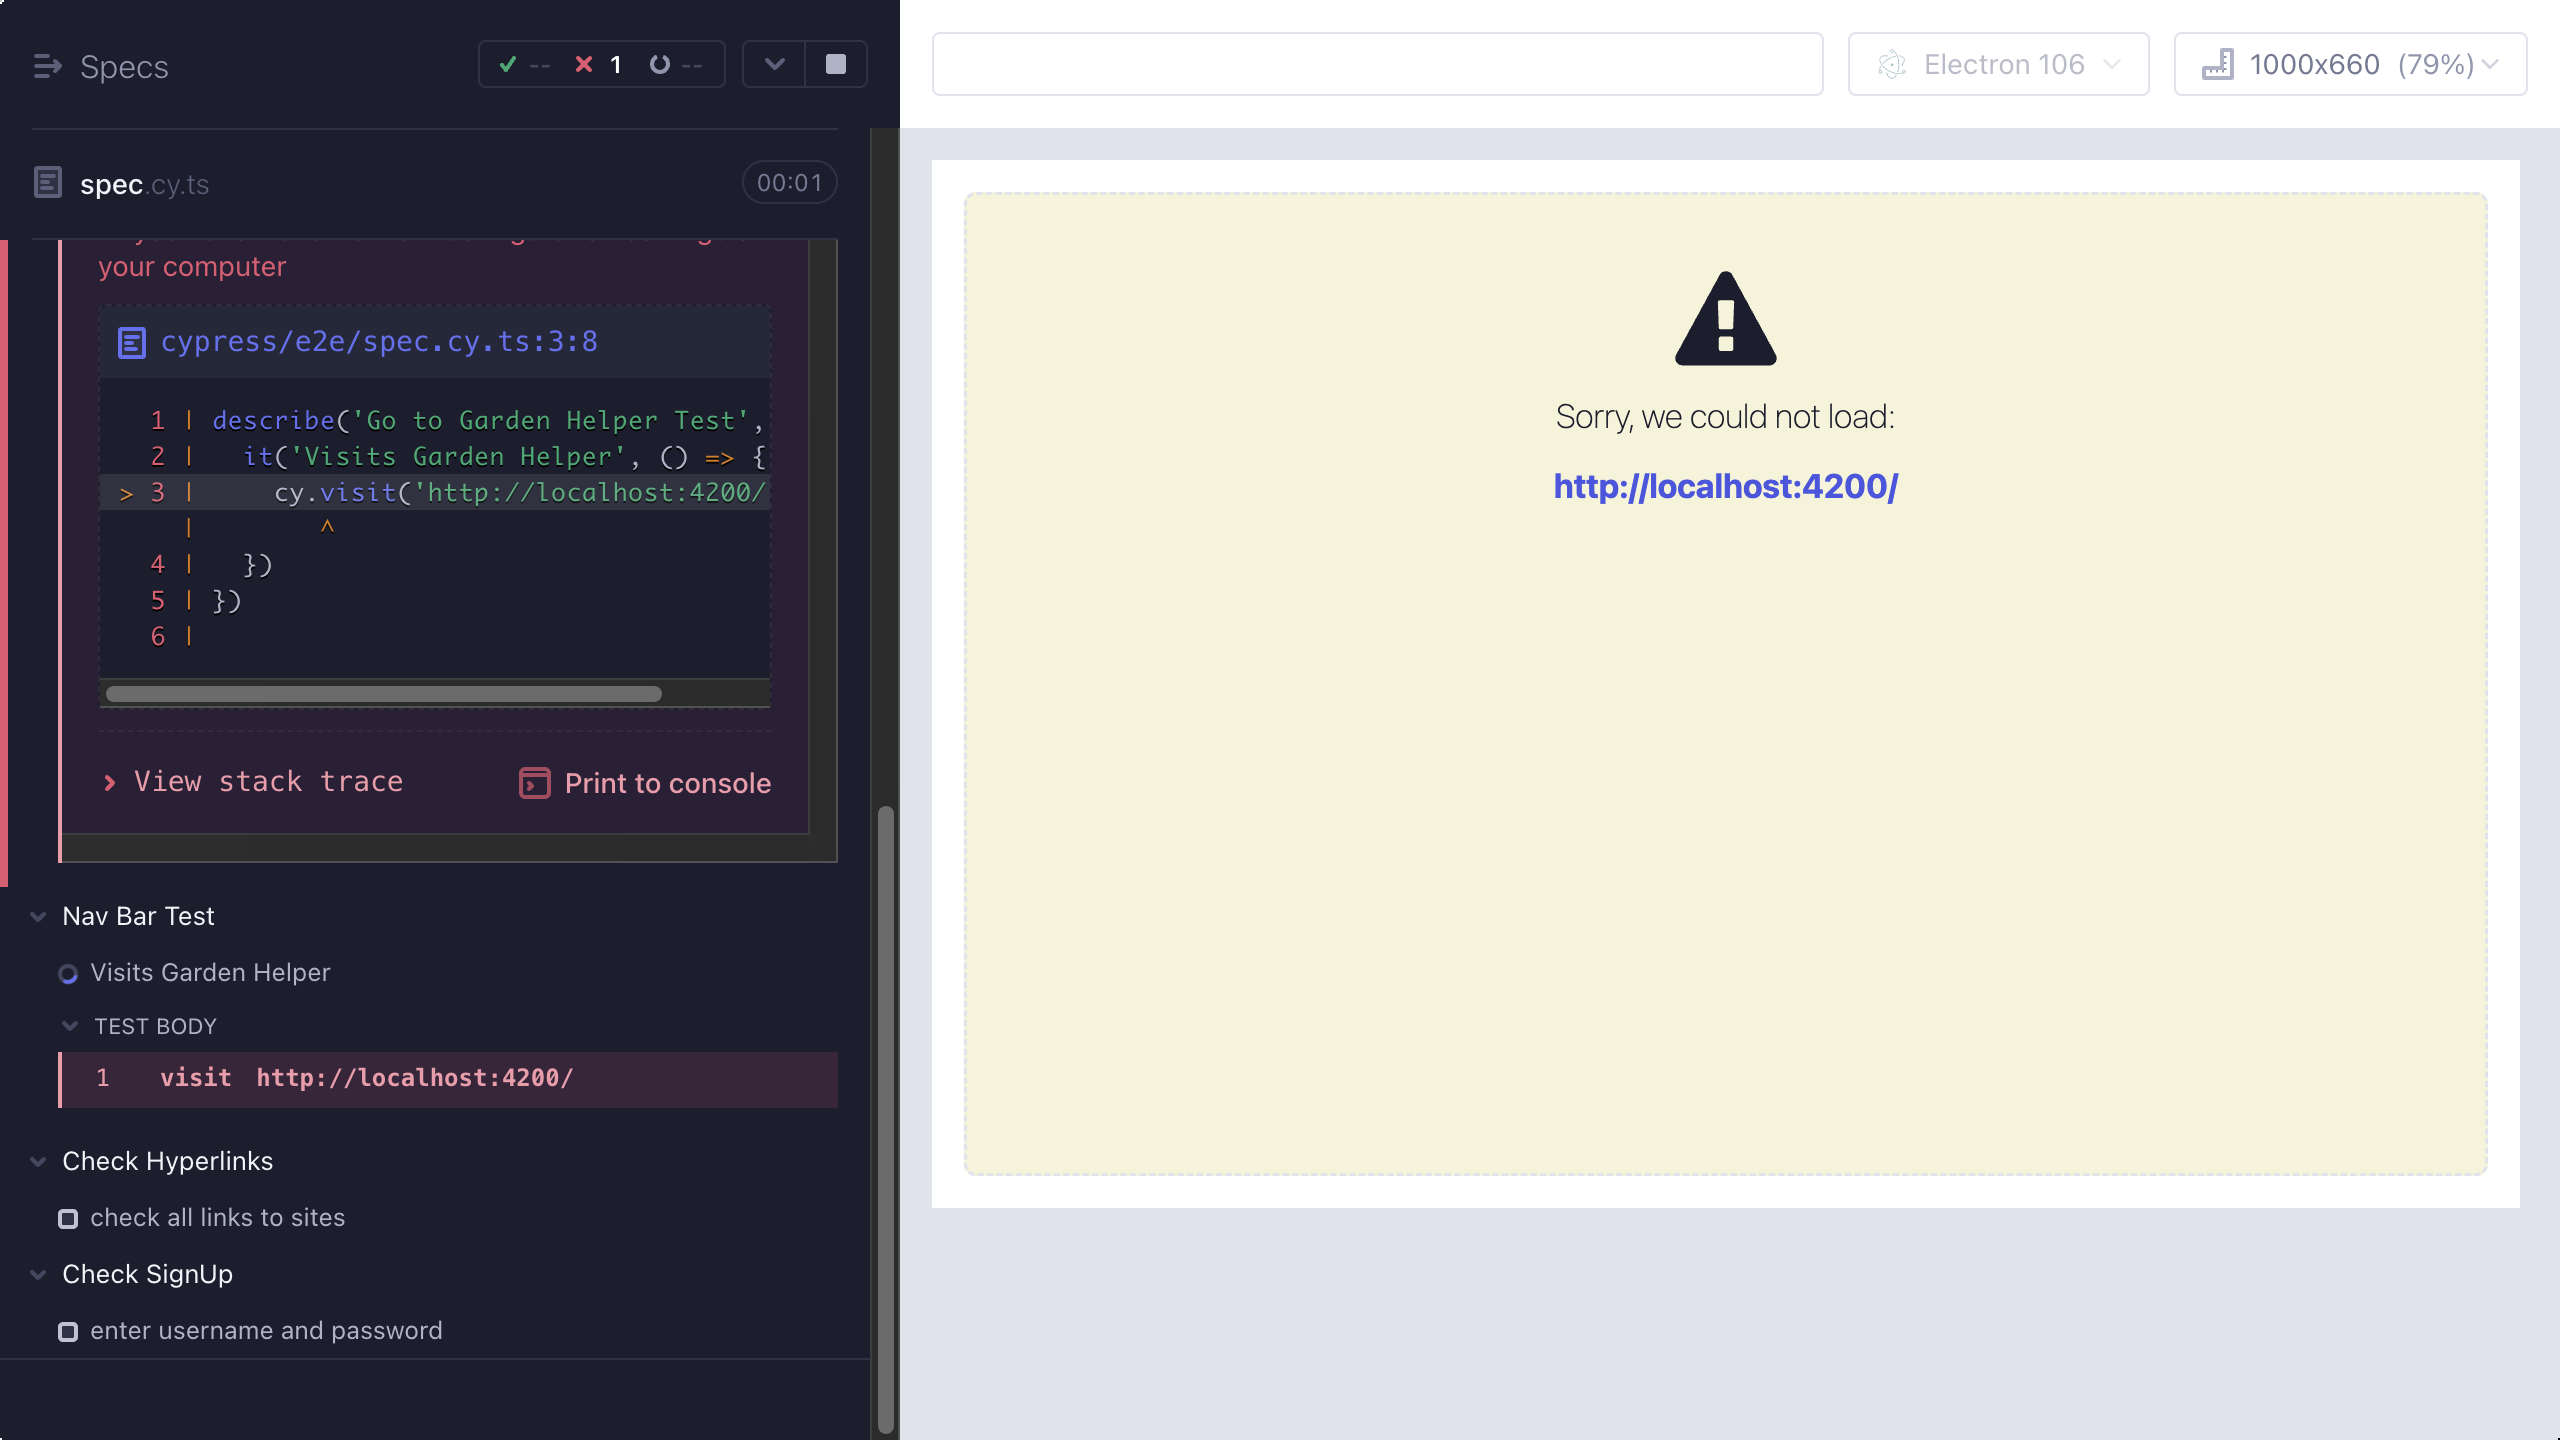 Specs
-- 1 --
spec.cy.ts
00:01
your computer
cypress/e2e/spec.cy.ts:3:8
1 | describe('Go to Garden Helper Test',
2 | it('Visits Garden Helper', () => {
> 3 | cy.visit('http://localhost:4200/
| ^
4 | })
5 | })
6 |
View stack trace
Print to console
Nav Bar Test
Visits Garden Helper
TEST BODY
1 visit http://localhost:4200/
Check Hyperlinks
check all links to sites
Check SignUp
enter username and password
Electron 106
1000x660 (79%)
Sorry, we could not load:
http://localhost:4200/